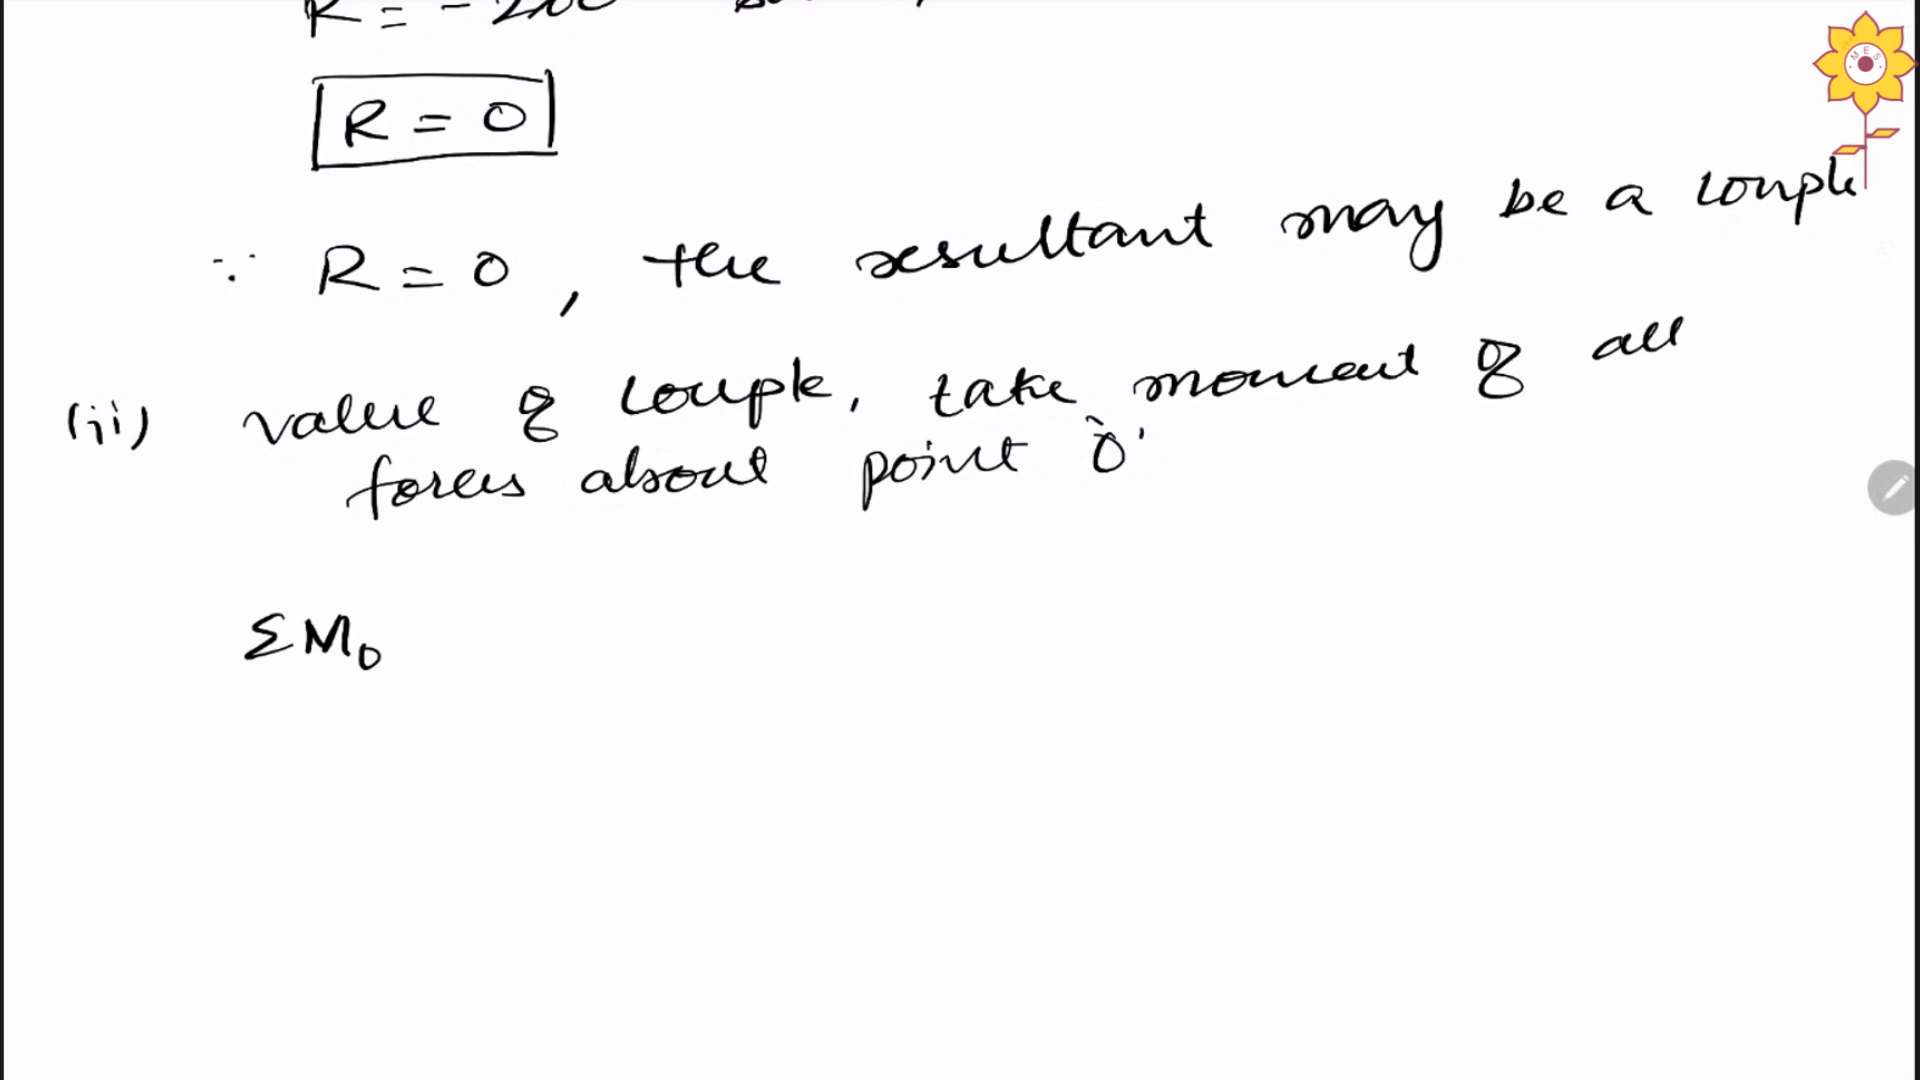 R = 0
∵ R = 0, the resultant may be a couple
(ii) value of couple, take moment of all
forces about point 'O'
ΣM₀
MES